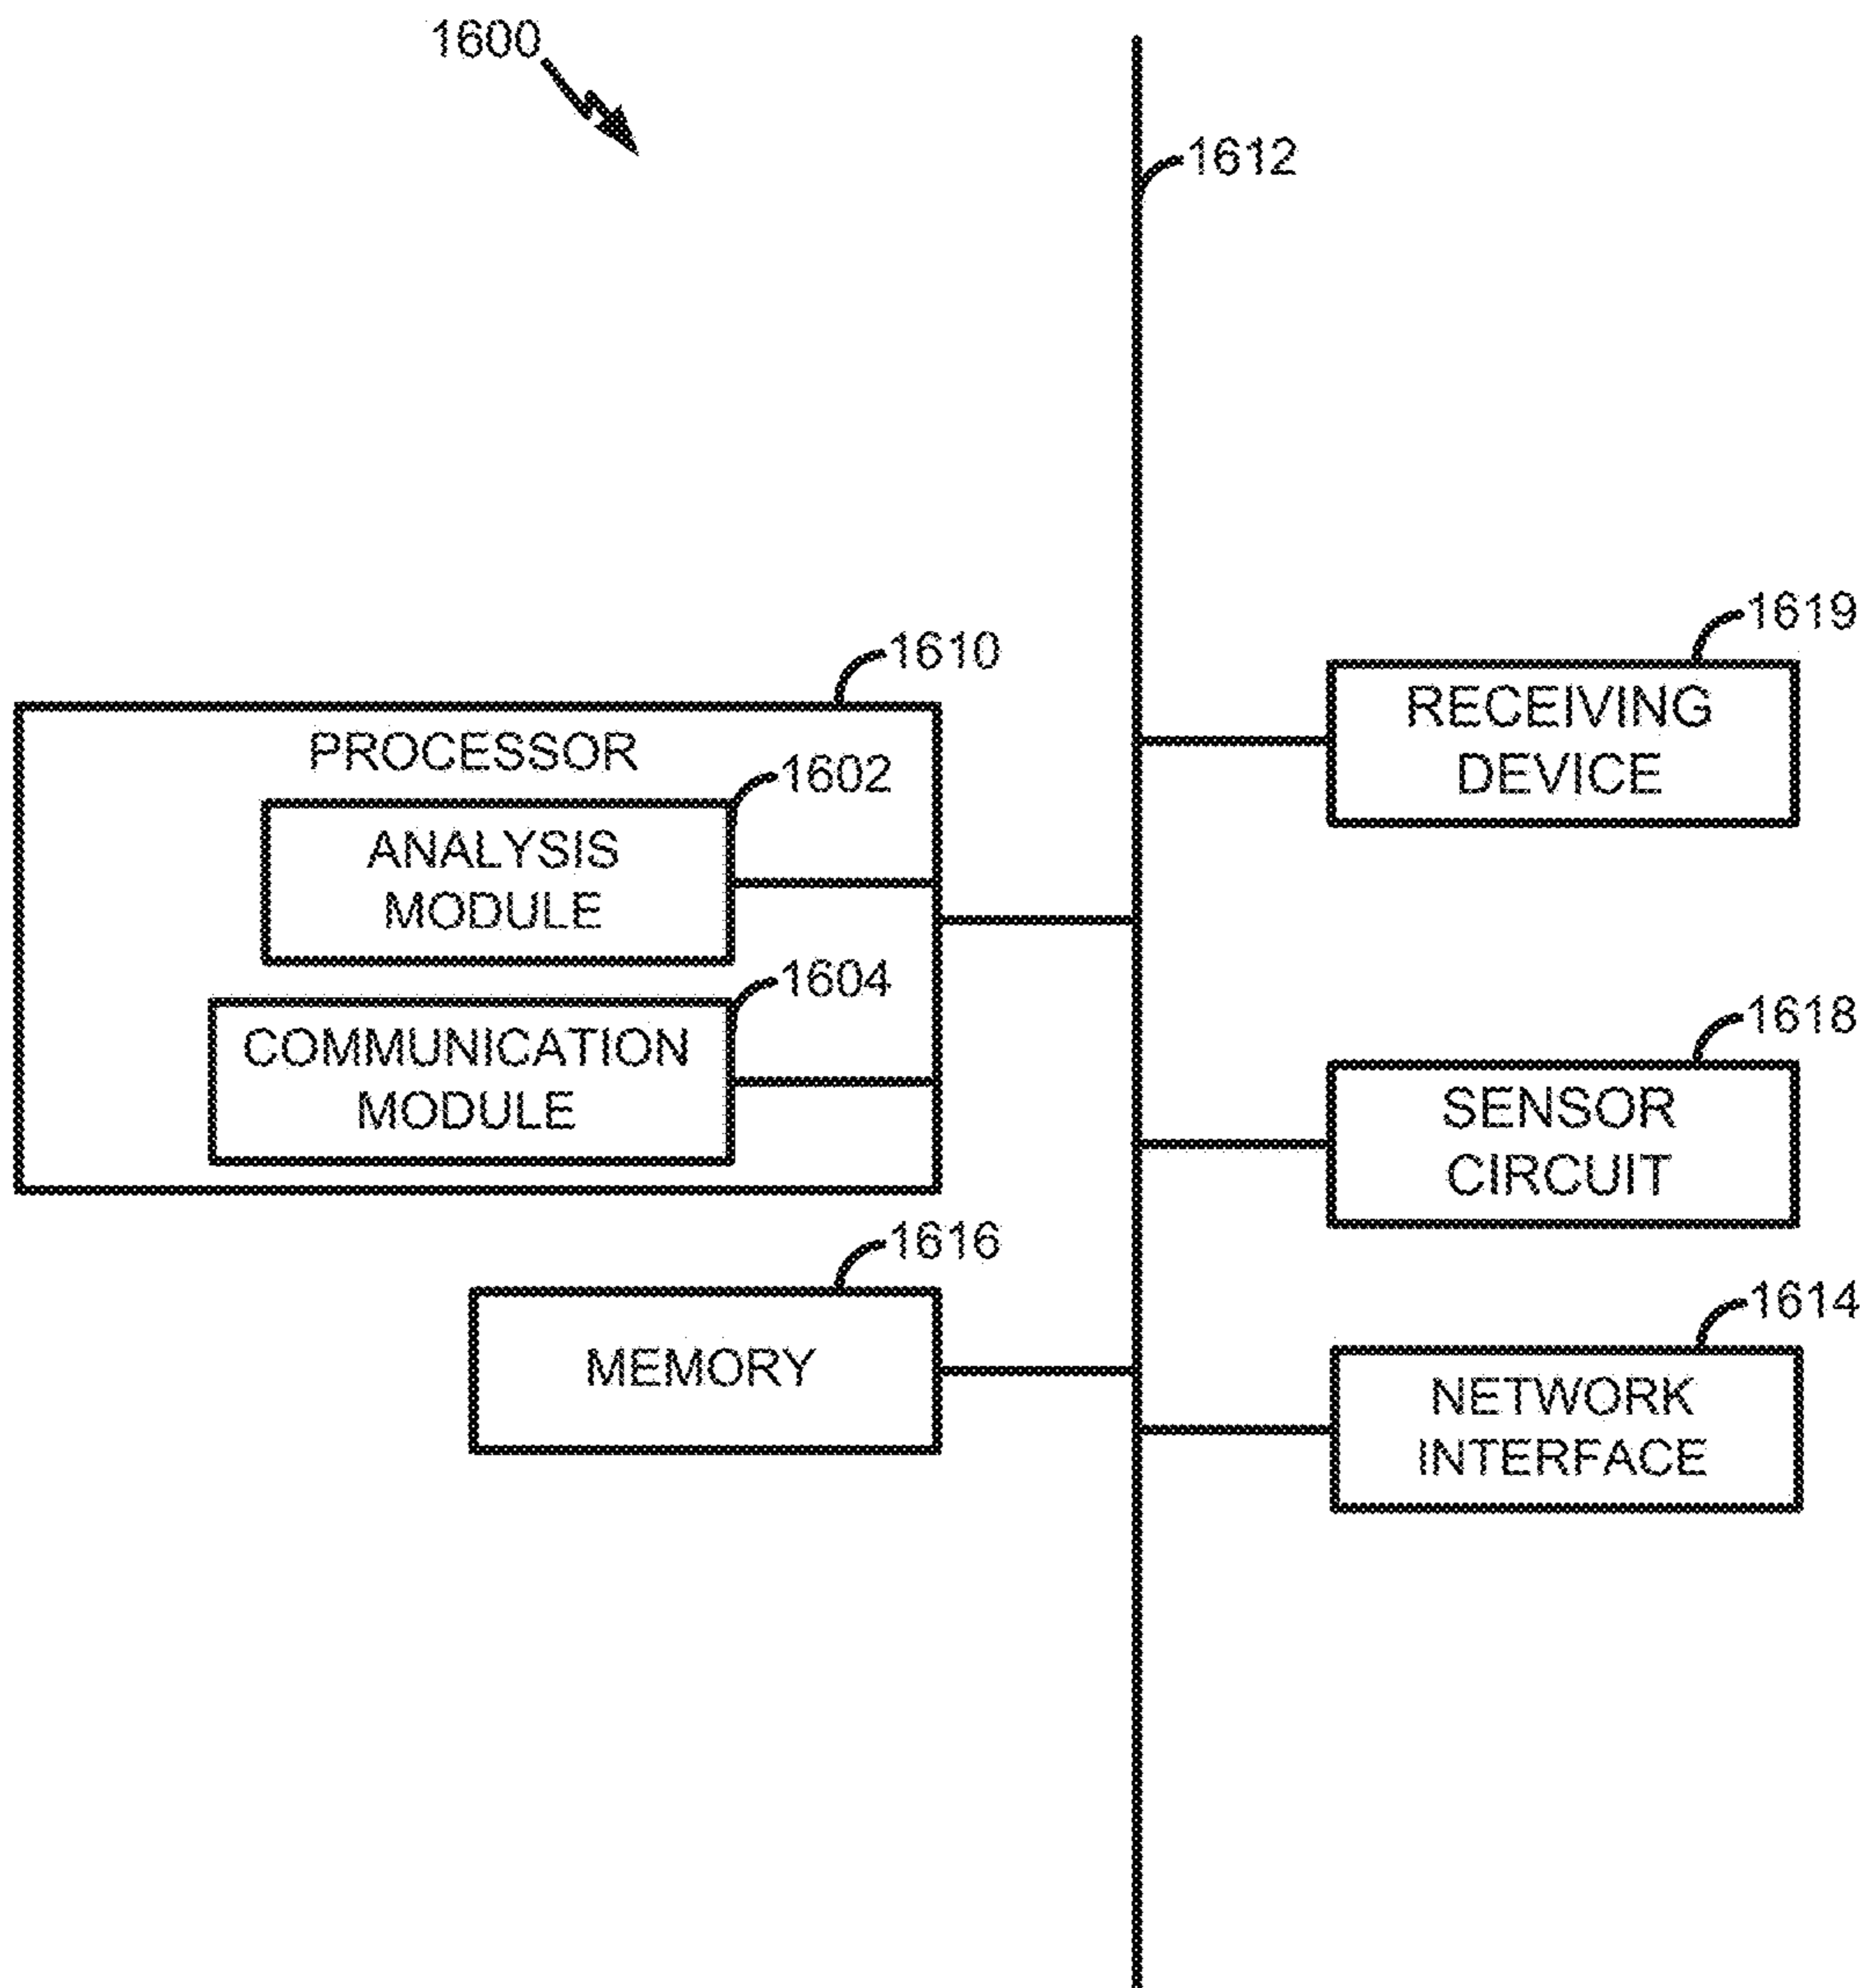 1600
1612
1619
RECEIVING
DEVICE
1610
PROCESSOR
1602
ANALYSIS
MODULE
1604
COMMUNICATION
MODULE
1618
SENSOR
CIRCUIT
1616
MEMORY
1614
NETWORK
INTERFACE